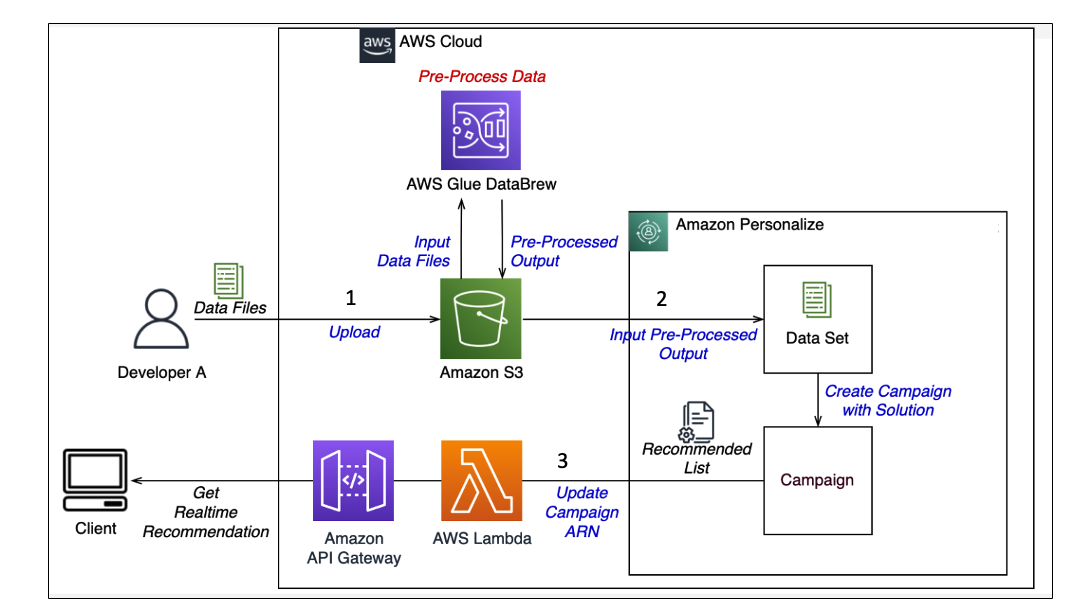 aws
AWS Cloud
Pre-Process Data
AWS Glue DataBrew
Input
Data Files
Pre-Processed
Output
Amazon Personalize
Data Files
1
Upload
2
Input Pre-Processed
Output
Data Set
Developer A
Amazon S3
Create Campaign
with Solution
Recommended
List
3
Update
Campaign
ARN
Campaign
</>
Get
Realtime
Recommendation
Client
Amazon
API Gateway
AWS Lambda